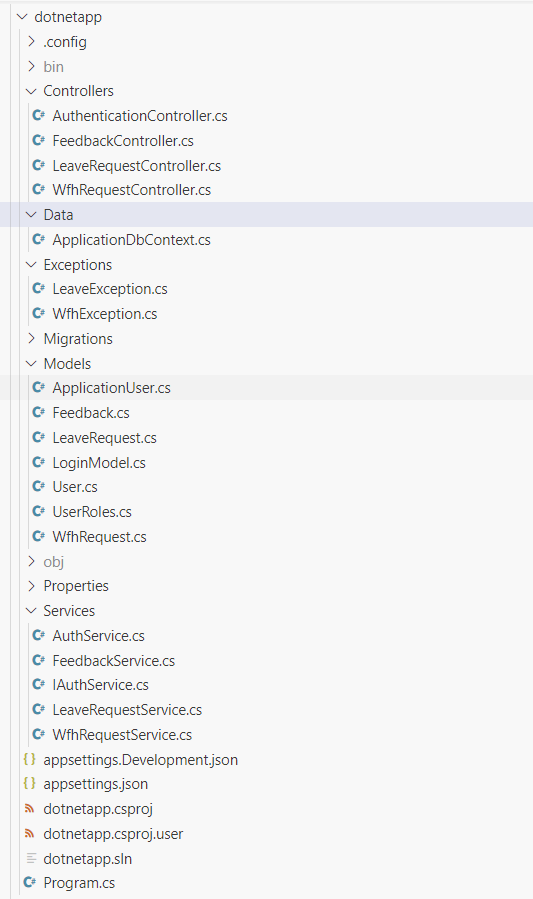 dotnetapp
.config
bin
Controllers
C# AuthenticationController.cs
C# FeedbackController.cs
C# LeaveRequestController.cs
C# WfhRequestController.cs
Data
C# ApplicationDbContext.cs
Exceptions
C# LeaveException.cs
C# WfhException.cs
Migrations
Models
C# ApplicationUser.cs
C# Feedback.cs
C# LeaveRequest.cs
C# LoginModel.cs
C# User.cs
C# UserRoles.cs
C# WfhRequest.cs
obj
Properties
Services
C# AuthService.cs
C# FeedbackService.cs
C# IAuthService.cs
C# LeaveRequestService.cs
C# WfhRequestService.cs
{} appsettings.Development.json
{} appsettings.json
dotnetapp.csproj
dotnetapp.csproj.user
dotnetapp.sln
C# Program.cs